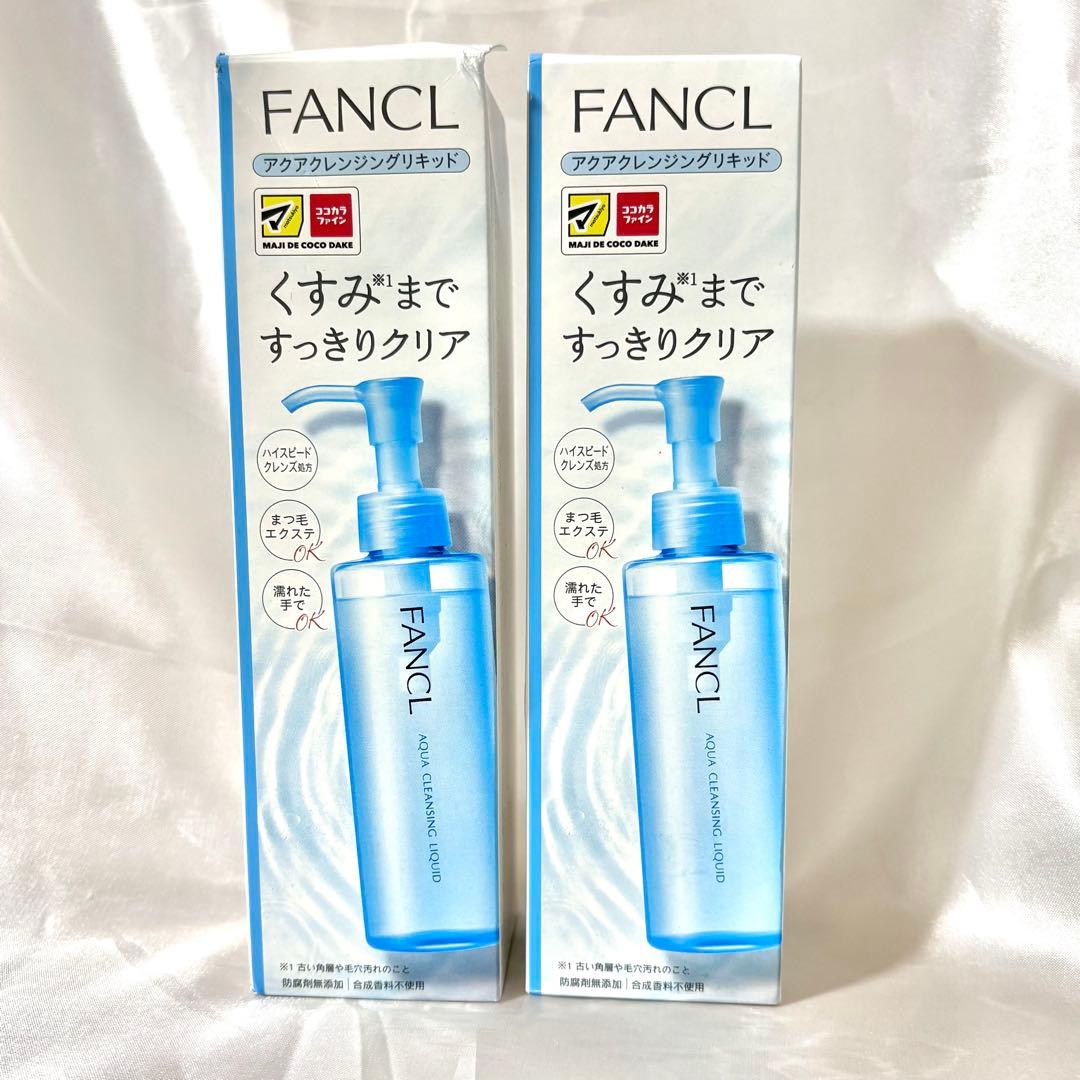 FANCL
アクアクレンジングリキッド
matsukiyo
ココカラ
ファイン
MAJI DE COCO DAKE
くすみ※1まで
すっきりクリア
ハイスピード
クレンズ処方
まつ毛
エクステ
OK
濡れた
手で
OK
FANCL
AQUA CLEANSING LIQUID
※1 古い角層や毛穴汚れのこと
防腐剤無添加|合成香料不使用
FANCL
アクアクレンジングリキッド
matsukiyo
ココカラ
ファイン
MAJI DE COCO DAKE
くすみ※1まで
すっきりクリア
ハイスピード
クレンズ処方
まつ毛
エクステ
OK
濡れた
手で
OK
FANCL
AQUA CLEANSING LIQUID
※1 古い角層や毛穴汚れのこと
防腐剤無添加|合成香料不使用